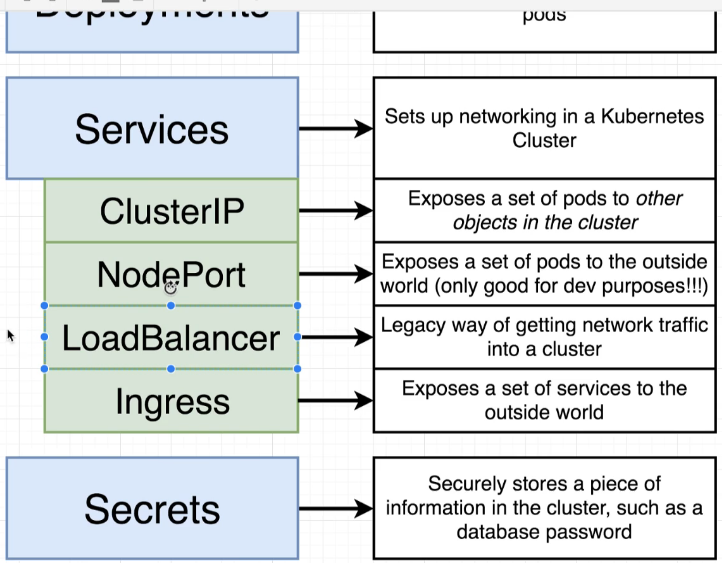 Deployments
pods
Services
Sets up networking in a Kubernetes
Cluster
ClusterIP
Exposes a set of pods to other
objects in the cluster
NodePort
Exposes a set of pods to the outside
world (only good for dev purposes!!!)
LoadBalancer
Legacy way of getting network traffic
into a cluster
Ingress
Exposes a set of services to the
outside world
Secrets
Securely stores a piece of
information in the cluster, such as a
database password